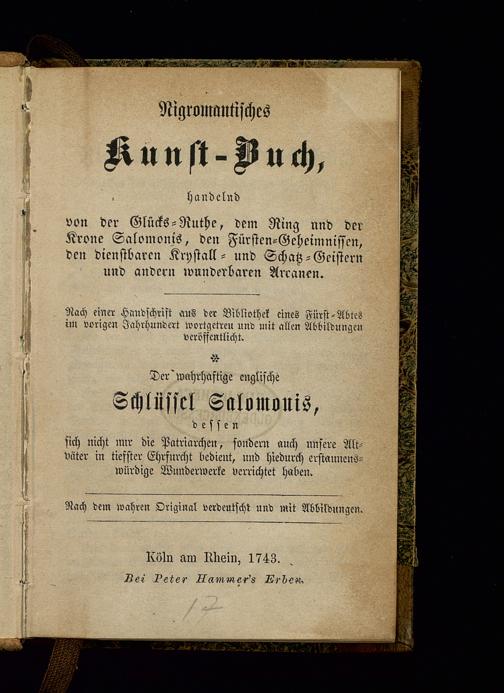 Nigromantisches
Kunst-Buch,
handelnd
von der Glücks-Ruthe, dem Ring und der
Krone Salomonis, den Fürsten-Geheimnissen,
den dienstbaren Krystall- und Schatz-Geistern
und andern wunderbaren Arcanen.
Nach einer Handschrift aus der Bibliothek eines Fürst-Abtes
im vorigen Jahrhundert wortgetreu und mit allen Abbildungen
veröffentlicht.
*
Der wahrhaftige englische
Schlüssel Salomonis,
dessen
sich nicht nur die Patriarchen, sondern auch unsere Alt-
väter in tiefster Ehrfurcht bedient, und hiedurch erstaunens-
würdige Wunderwerke verrichtet haben.
Nach dem wahren Original verdeutscht und mit Abbildungen.
Köln am Rhein, 1743.
Bei Peter Hammer's Erben.
17